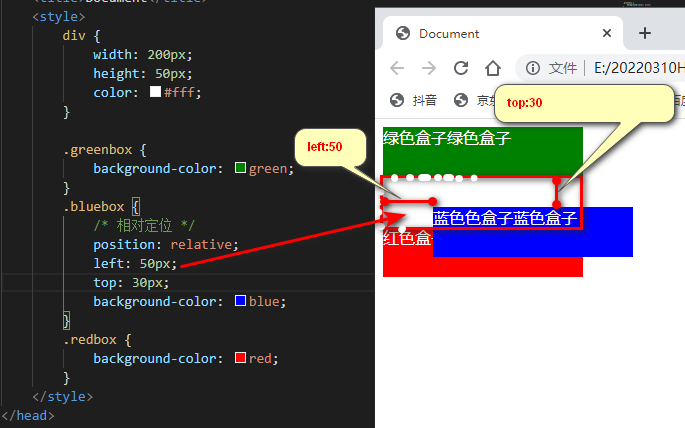 <title>Document</title>
<style>
div {
width: 200px;
height: 50px;
color: #fff;
}
.greenbox {
background-color: green;
}
.bluebox {
/* 相对定位 */
position: relative;
left: 50px;
top: 30px;
background-color: blue;
}
.redbox {
background-color: red;
}
</style>
</head>
Document
文件 E:/20220310H
抖音 京东
top:30
left:50
绿色盒子绿色盒子
蓝色色盒子蓝色盒子
红色盒